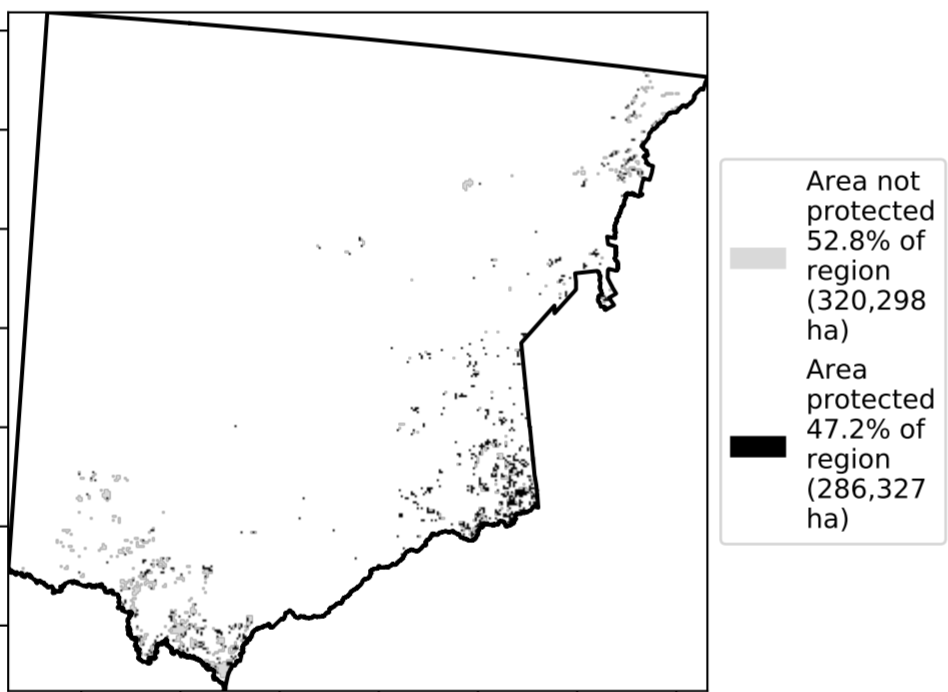 Area not
protected
52.8% of
region
(320,298
ha)
Area
protected
47.2% of
region
(286,327
ha)